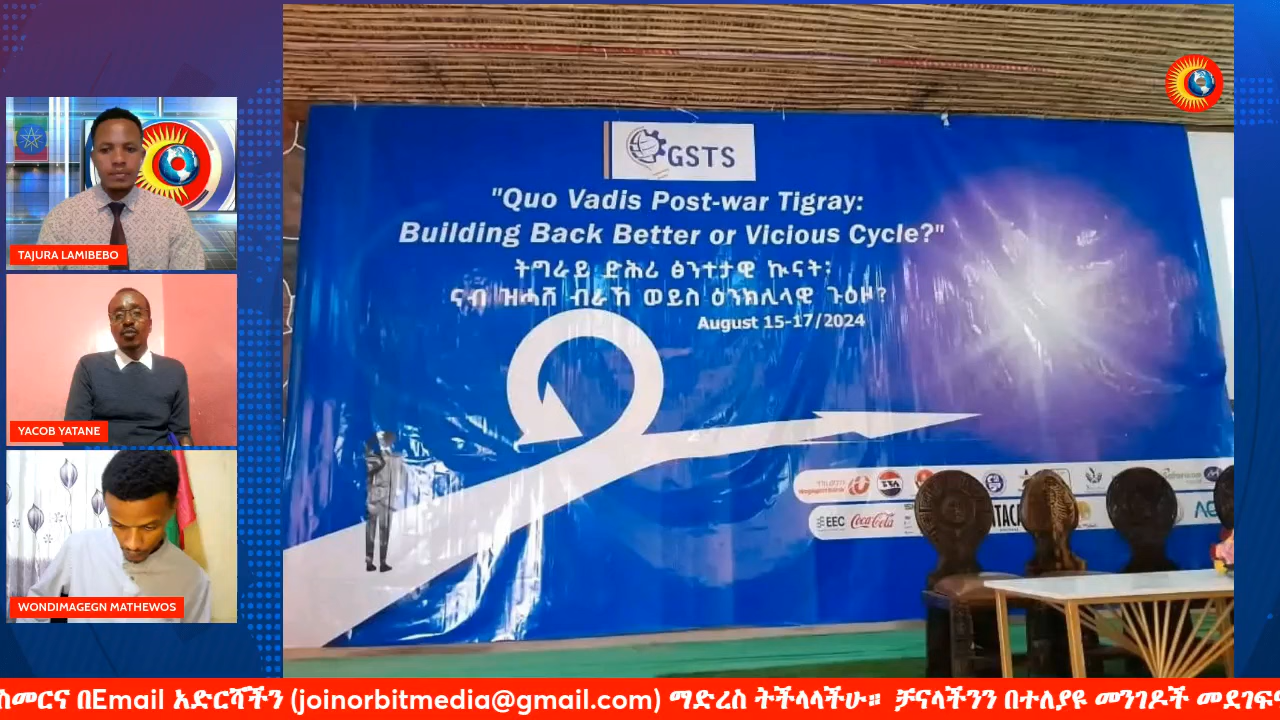 TAJURA LAMIBEBO
YACOB YATANE
WONDIMAGEGN MATHEWOS
GSTS
"Quo Vadis Post-war Tigray:
Building Back Better or Vicious Cycle?"
ትግራይ ድሕሪ ፅንተታዊ ኲናት፡
ናብ ዝሓሸ ብራኸ ወይስ ዕንክሊላዊ ጉዕዞ?
August 15-17/2024
EEC Coca-Cola
ስመርና በEmail አድርሻችን (joinorbitmedia@gmail.com) ማድረስ ትችላላችሁ። ቻናላችንን በተለያዩ መንገዶች መደገፍ